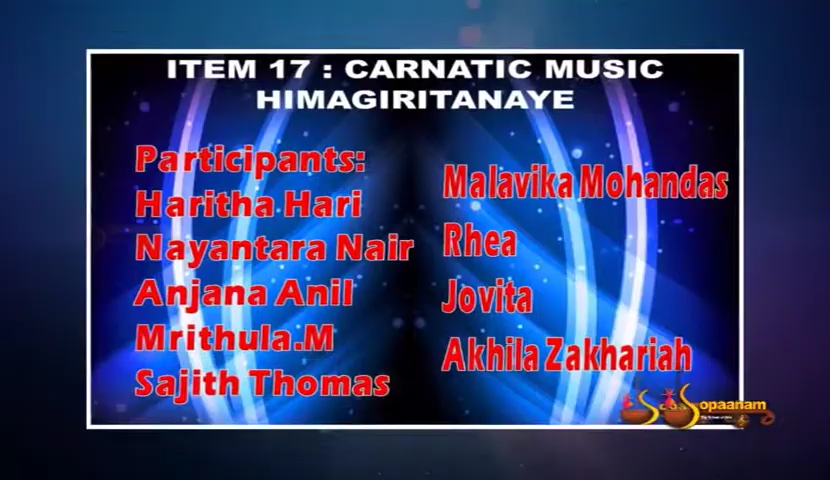 ITEM 17 : CARNATIC MUSIC
HIMAGIRITANAYE
Participants:
Haritha Hari
Nayantara Nair
Anjana Anil
Mrithula.M
Sajith Thomas
Malavika Mohandas
Rhea
Jovita
Akhila Zakhariah
Sopaanam